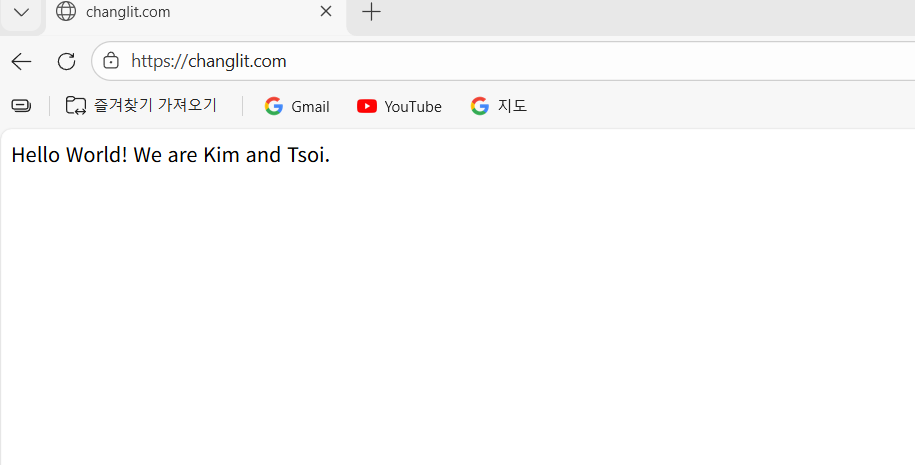 changlit.com
https://changlit.com
즐겨찾기 가져오기 Gmail YouTube 지도
Hello World! We are Kim and Tsoi.